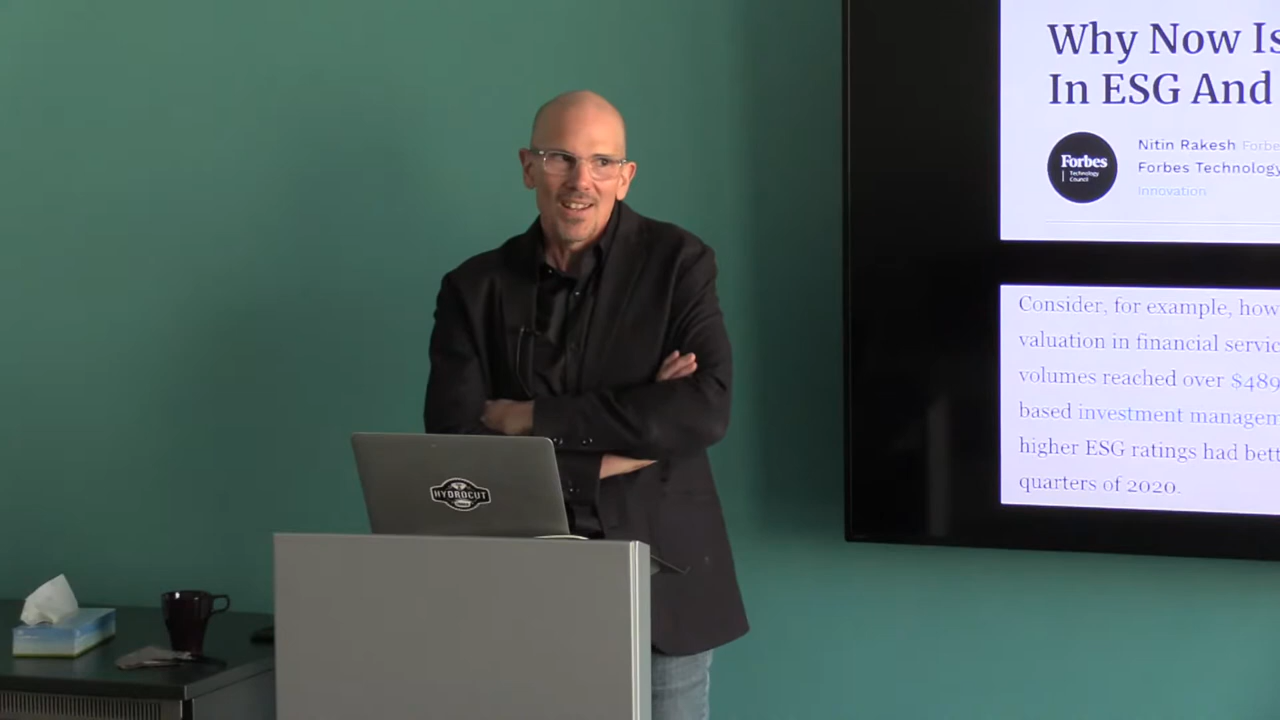 HYDROCUT
Why Now Is
In ESG And
Forbes
Technology
Council
Nitin Rakesh Forbe
Forbes Technology
Innovation
Consider, for example, how
valuation in financial servic
volumes reached over $489
based investment managem
higher ESG ratings had bett
quarters of 2020.